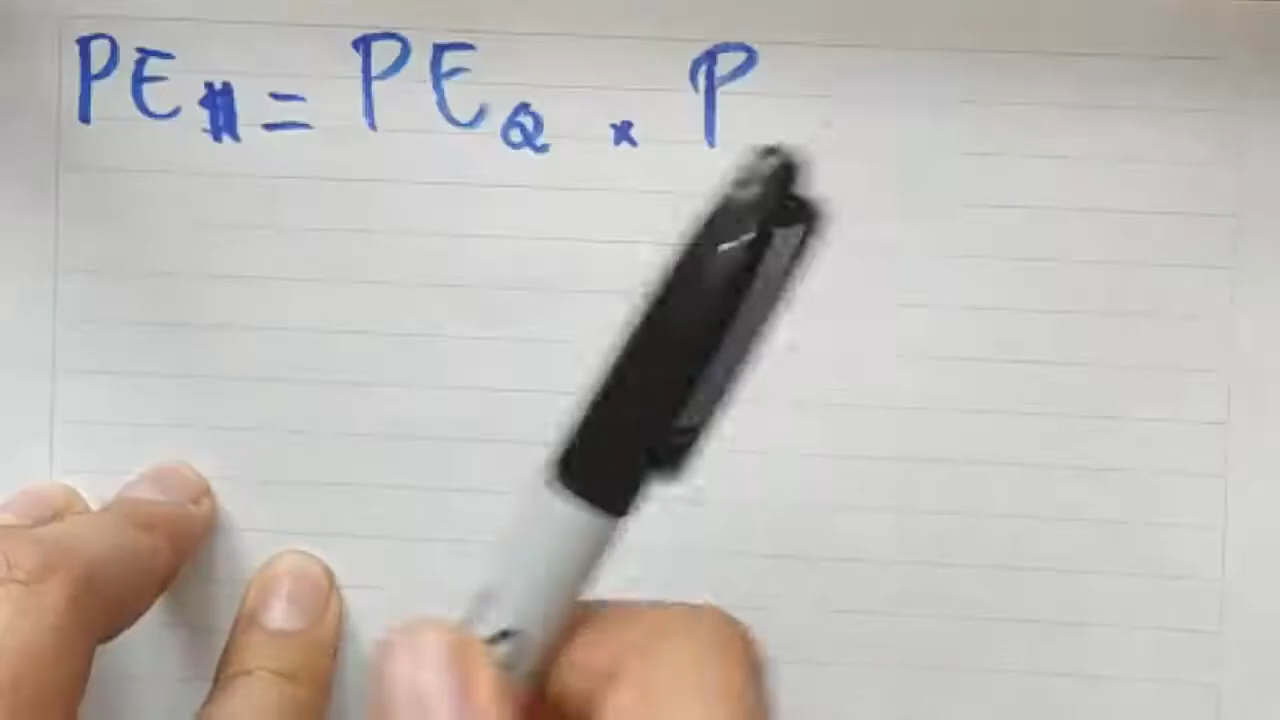 PE$ = PEQ x P